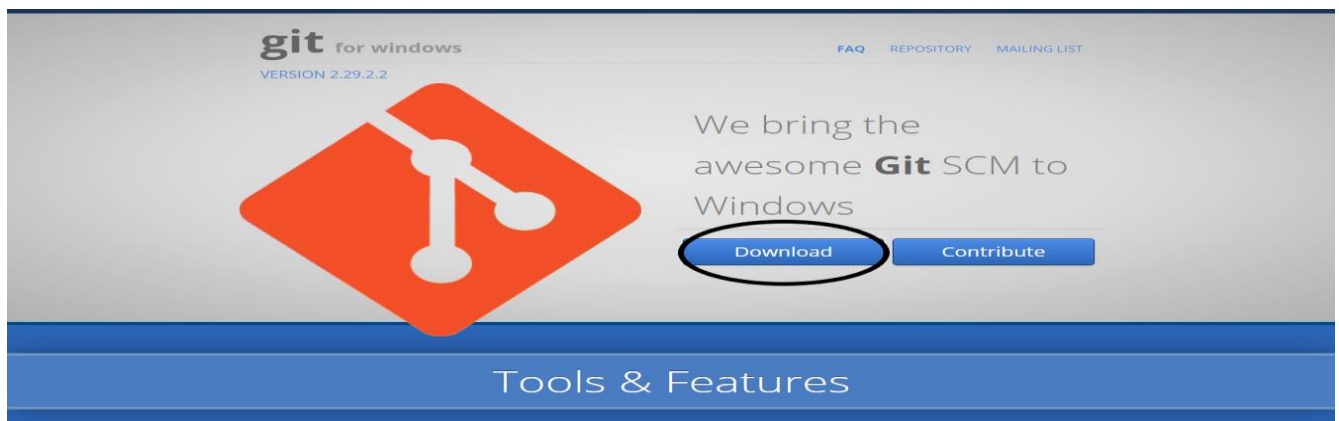 git for windows
FAQ REPOSITORY MAILING LIST
VERSION 2.29.2.2
We bring the
awesome Git SCM to
Windows
Download Contribute
Tools & Features